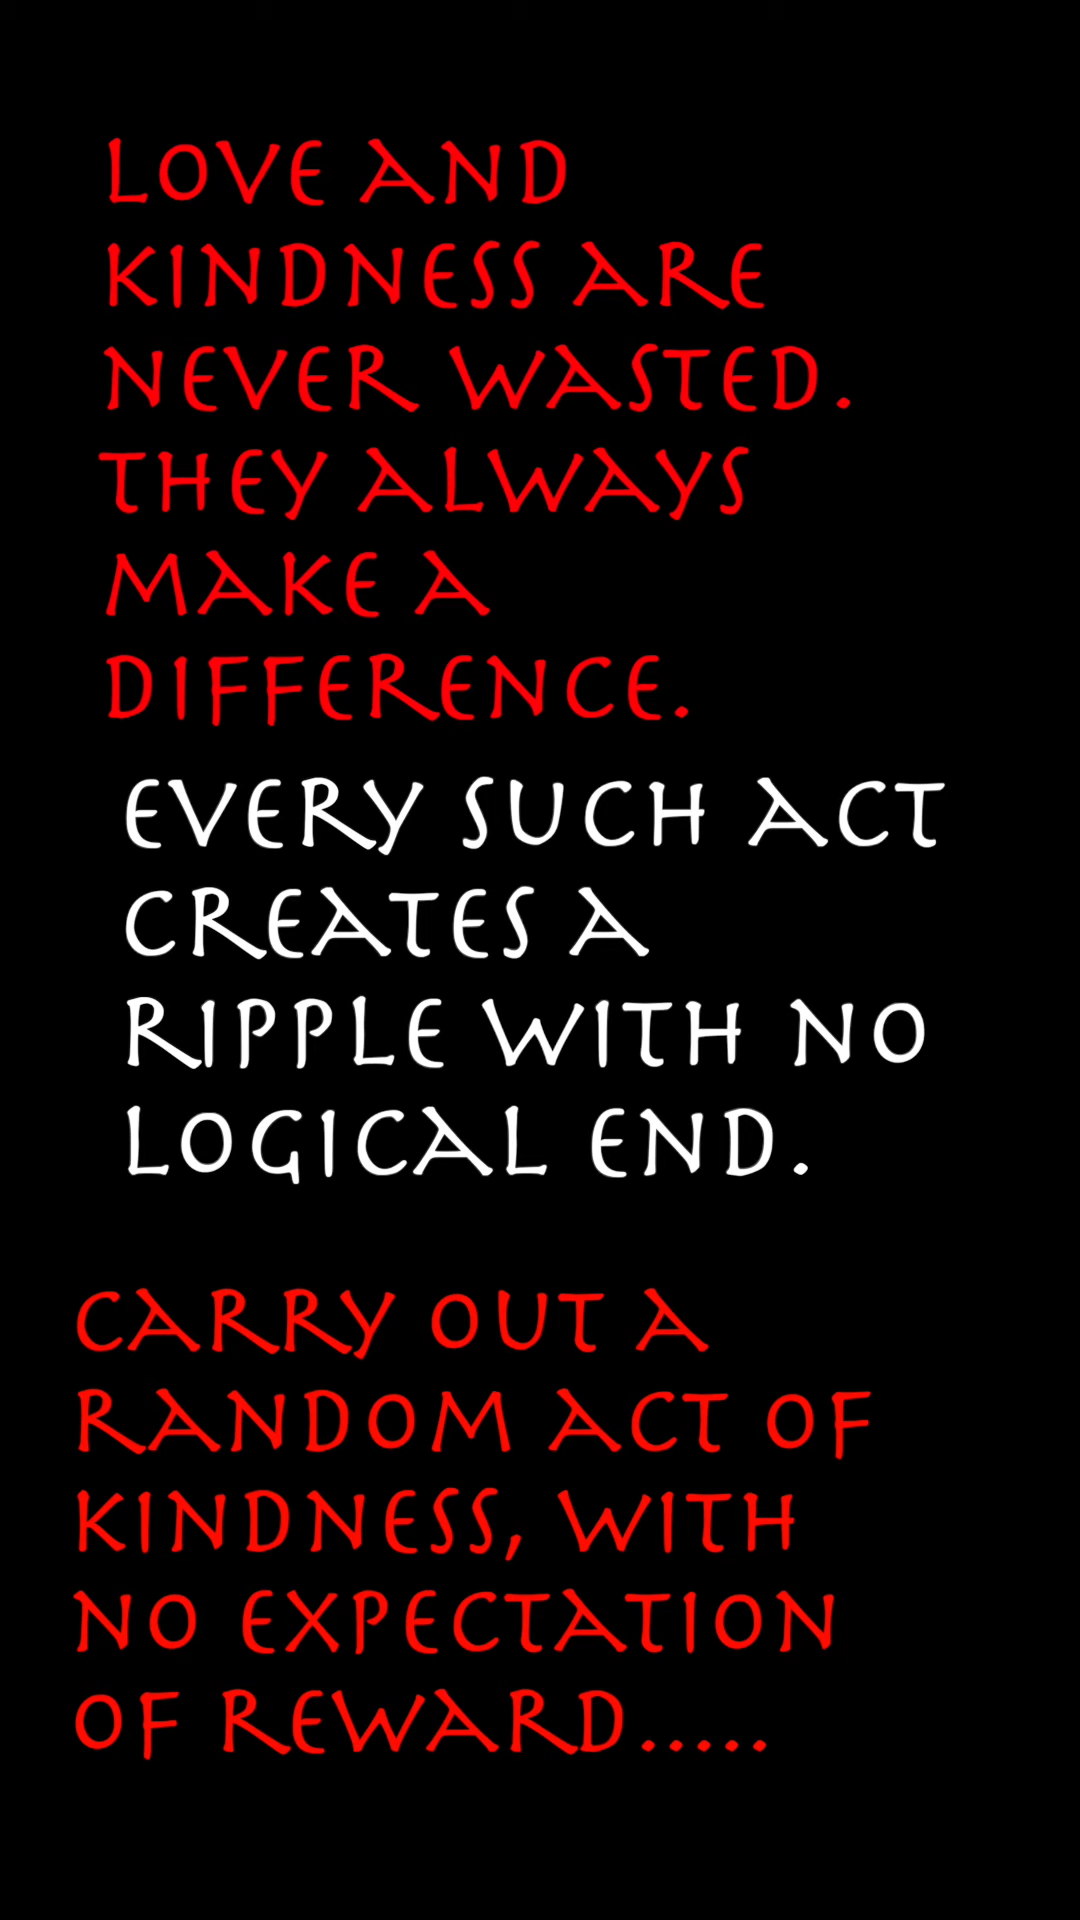 LOVE AND
KINDNESS ARE
NEVER WASTED.
THEY ALWAYS
MAKE A
DIFFERENCE.
EVERY SUCH ACT
CREATES A
RIPPLE WITH NO
LOGICAL END.
CARRY OUT A
RANDOM ACT OF
KINDNESS, WITH
NO EXPECTATION
OF REWARD.....